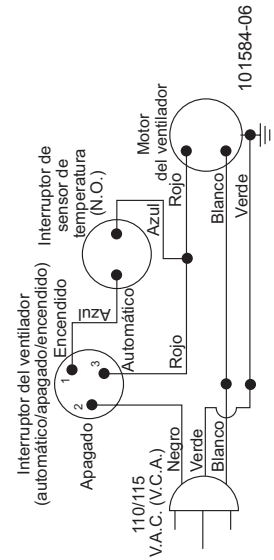 Interruptor del ventilador
(automático/apagado/encendido)
Encendido
1
2
3
Apagado
Automático
Azul
Interruptor de
sensor de
temperatura
(N.O.)
Azul
Rojo
Motor
del ventilador
Rojo
Blanco
Verde
110/115
V.A.C. (V.C.A.)
Negro
Verde
Blanco
101584-06